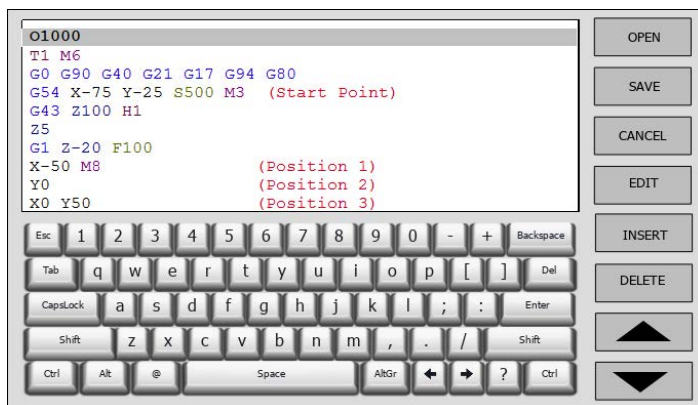 O1000
T1 M6
G0 G90 G40 G21 G17 G94 G80
G54 X-75 Y-25 S500 M3 (Start Point)
G43 Z100 H1
Z5
G1 Z-20 F100
X-50 M8 (Position 1)
Y0 (Position 2)
X0 Y50 (Position 3)
OPEN
SAVE
CANCEL
EDIT
INSERT
DELETE
Esc 1 2 3 4 5 6 7 8 9 0 - + Backspace
Tab q w e r t y u i o p [ ] Del
CapsLock a s d f g h j k l ; : Enter
Shift z x c v b n m , . / Shift
Ctrl Alt @ Space AltGr ← → ? Ctrl